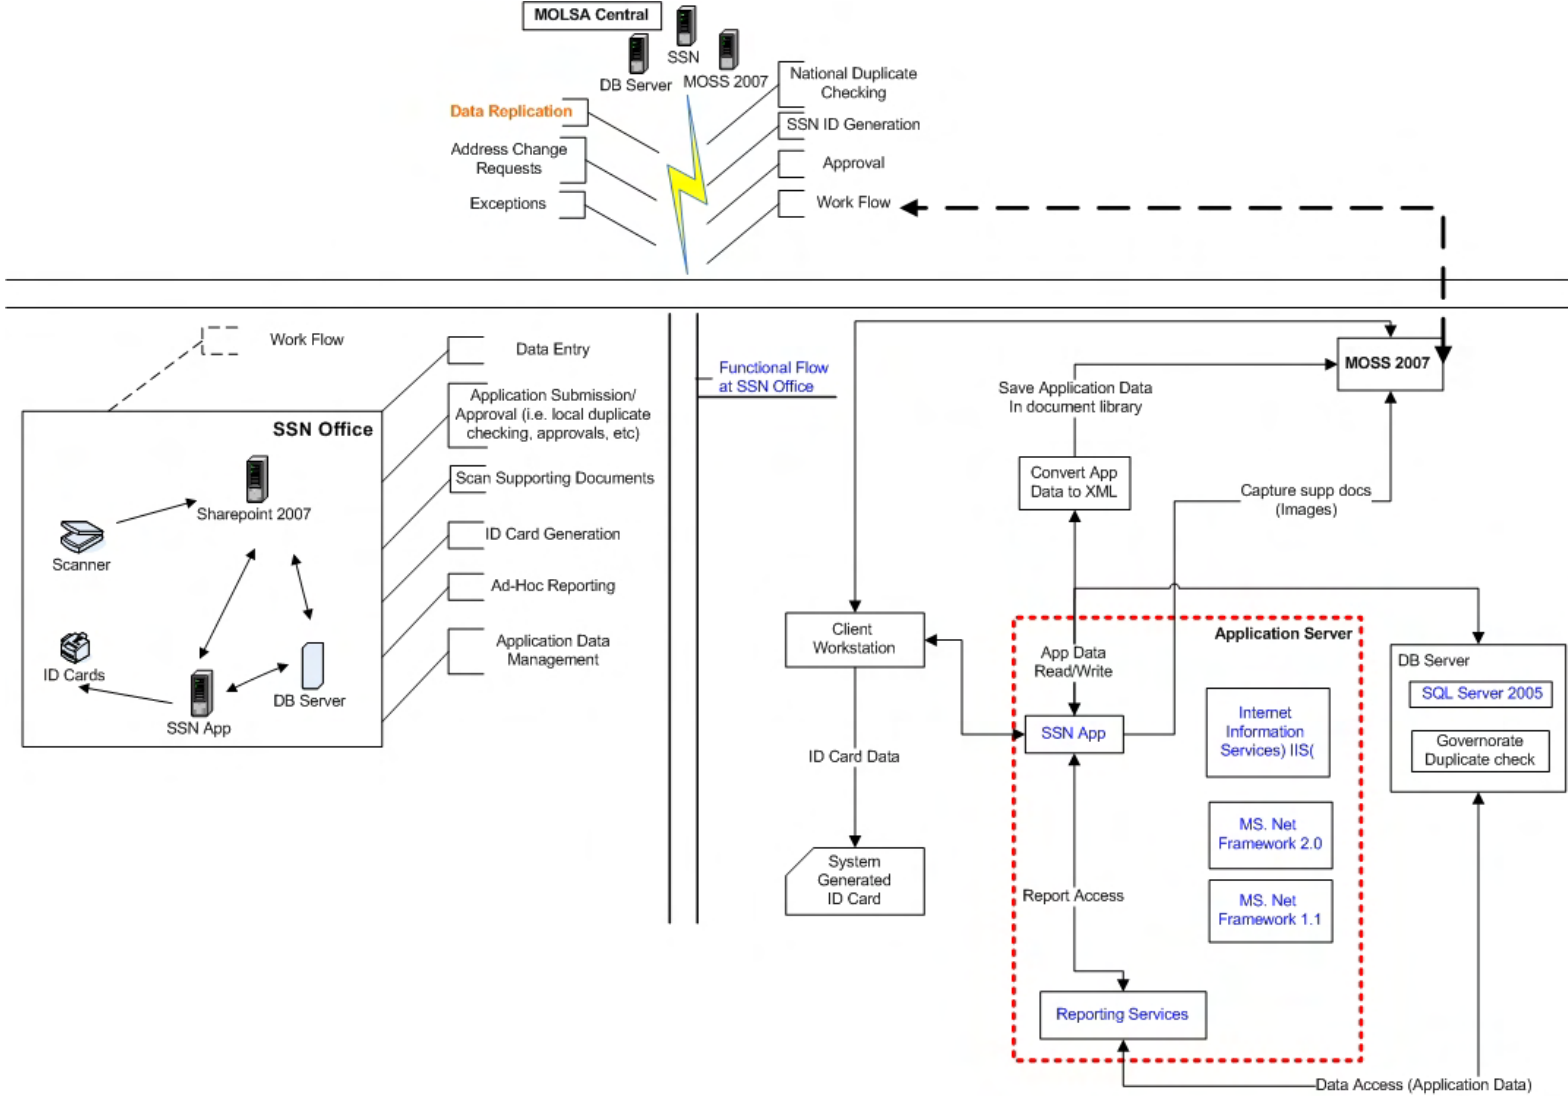 MOLSA Central
SSN
DB Server
MOSS 2007
Data Replication
Address Change
Requests
Exceptions
National Duplicate
Checking
SSN ID Generation
Approval
Work Flow
Work Flow
SSN Office
Sharepoint 2007
Scanner
ID Cards
SSN App
DB Server
Data Entry
Application Submission/
Approval (i.e. local duplicate
checking, approvals, etc)
Scan Supporting Documents
ID Card Generation
Ad-Hoc Reporting
Application Data
Management
Functional Flow
at SSN Office
MOSS 2007
Save Application Data
In document library
Convert App
Data to XML
Capture supp docs
(Images)
Client
Workstation
App Data
Read/Write
Application Server
SSN App
Internet
Information
Services) IIS(
MS. Net
Framework 2.0
MS. Net
Framework 1.1
DB Server
SQL Server 2005
Governorate
Duplicate check
ID Card Data
System
Generated
ID Card
Report Access
Reporting Services
Data Access (Application Data)